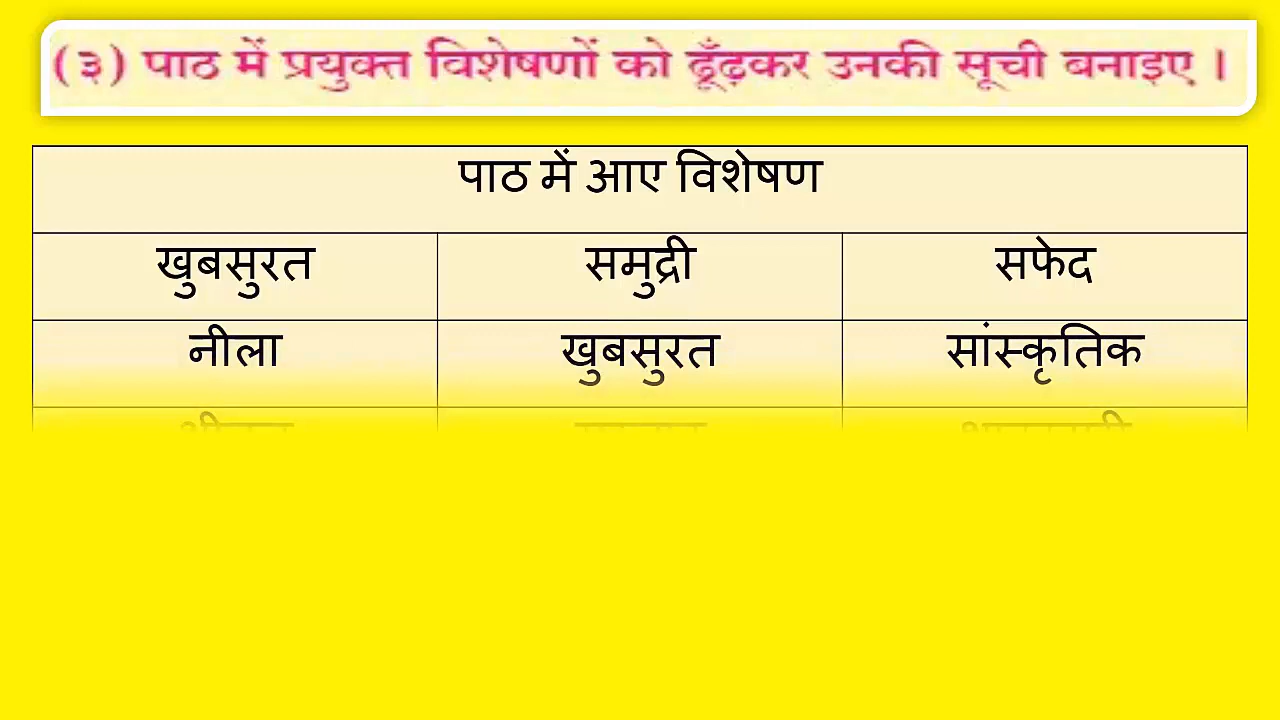 (३) पाठ में प्रयुक्त विशेषणों को ढूँढ़कर उनकी सूची बनाइए ।
पाठ में आए विशेषण
खुबसुरत समुद्री सफेद
नीला खुबसुरत सांस्कृतिक